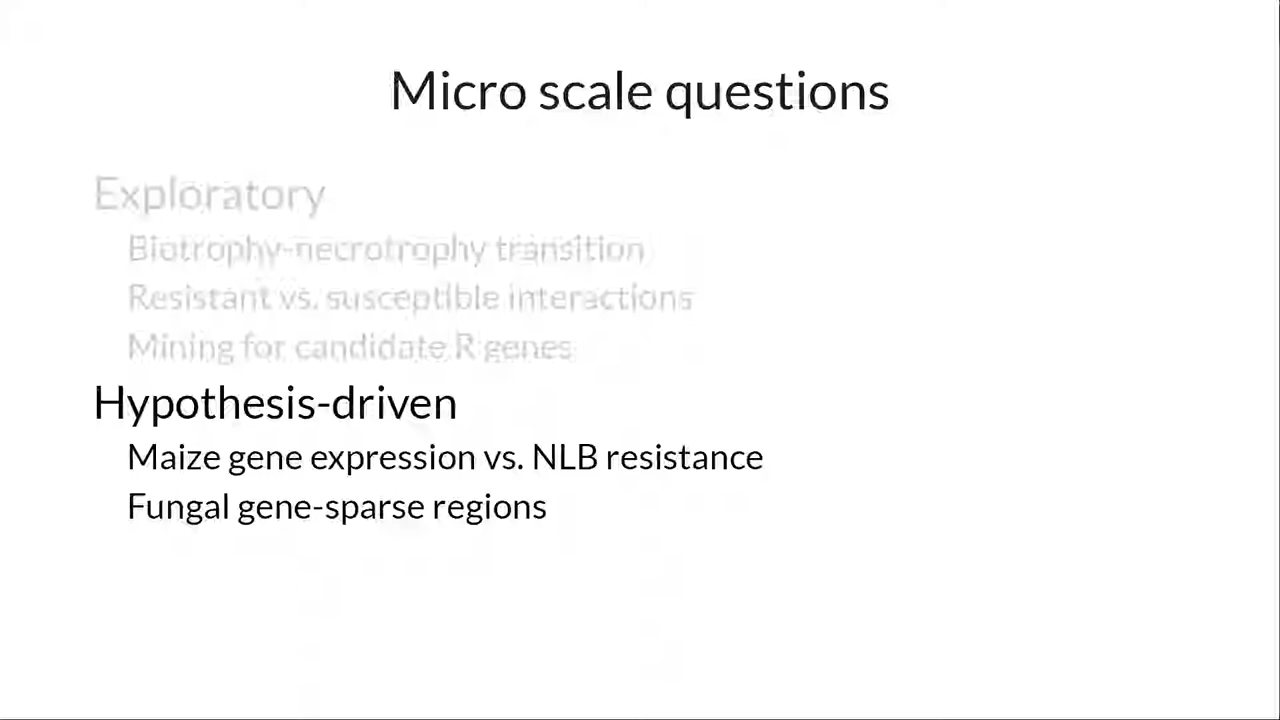 Micro scale questions
Exploratory
Biotrophy-necrotrophy transition
Resistant vs. susceptible interactions
Mining for candidate R genes
Hypothesis-driven
Maize gene expression vs. NLB resistance
Fungal gene-sparse regions